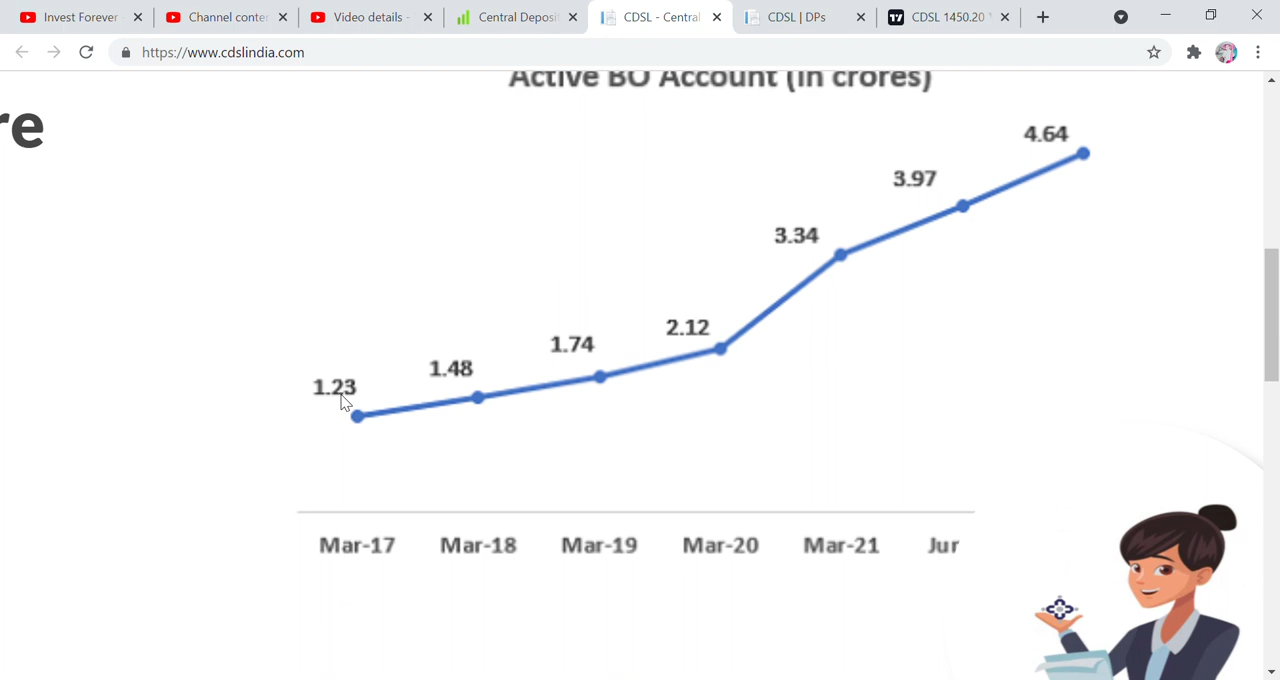 Invest Forever
Channel conter
Video details -
Central Deposi
CDSL - Central
CDSL | DPs
CDSL 1450.20
https://www.cdslindia.com
Active BO Account (in crores)
re
4.64
3.97
3.34
2.12
1.74
1.48
1.23
Mar-17 Mar-18 Mar-19 Mar-20 Mar-21 Jur